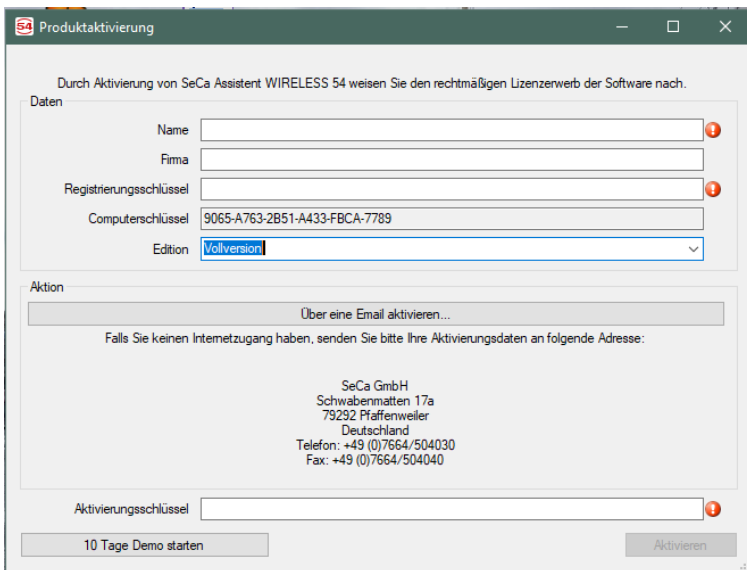 54 Produktaktivierung
Durch Aktivierung von SeCa Assistent WIRELESS 54 weisen Sie den rechtmäßigen Lizenzerwerb der Software nach.
Daten
Name
Firma
Registrierungsschlüssel
Computerschlüssel 9065-A763-2B51-A433-FBCA-7789
Edition Vollversion
Aktion
Über eine Email aktivieren...
Falls Sie keinen Internetzugang haben, senden Sie bitte Ihre Aktivierungsdaten an folgende Adresse:
SeCa GmbH
Schwabenmatten 17a
79292 Pfaffenweiler
Deutschland
Telefon: +49 (0)7664/504030
Fax: +49 (0)7664/504040
Aktivierungsschlüssel
10 Tage Demo starten Aktivieren